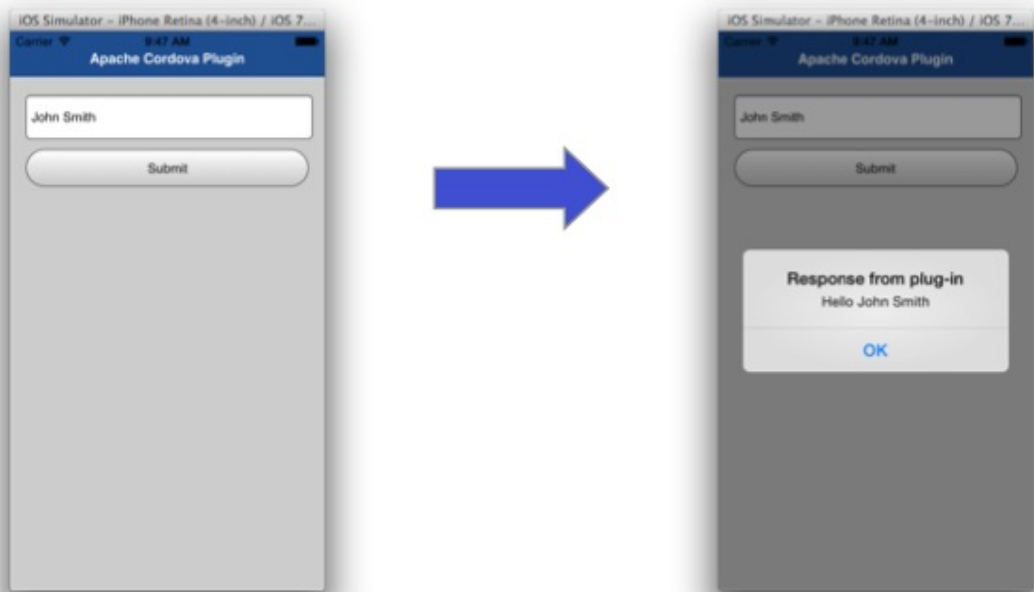 iOS Simulator - iPhone Retina (4-inch) / iOS 7...
Carrier 9:47 AM
Apache Cordova Plugin
John Smith
Submit
iOS Simulator - iPhone Retina (4-inch) / iOS 7...
Carrier 9:47 AM
Apache Cordova Plugin
John Smith
Submit
Response from plug-in
Hello John Smith
OK